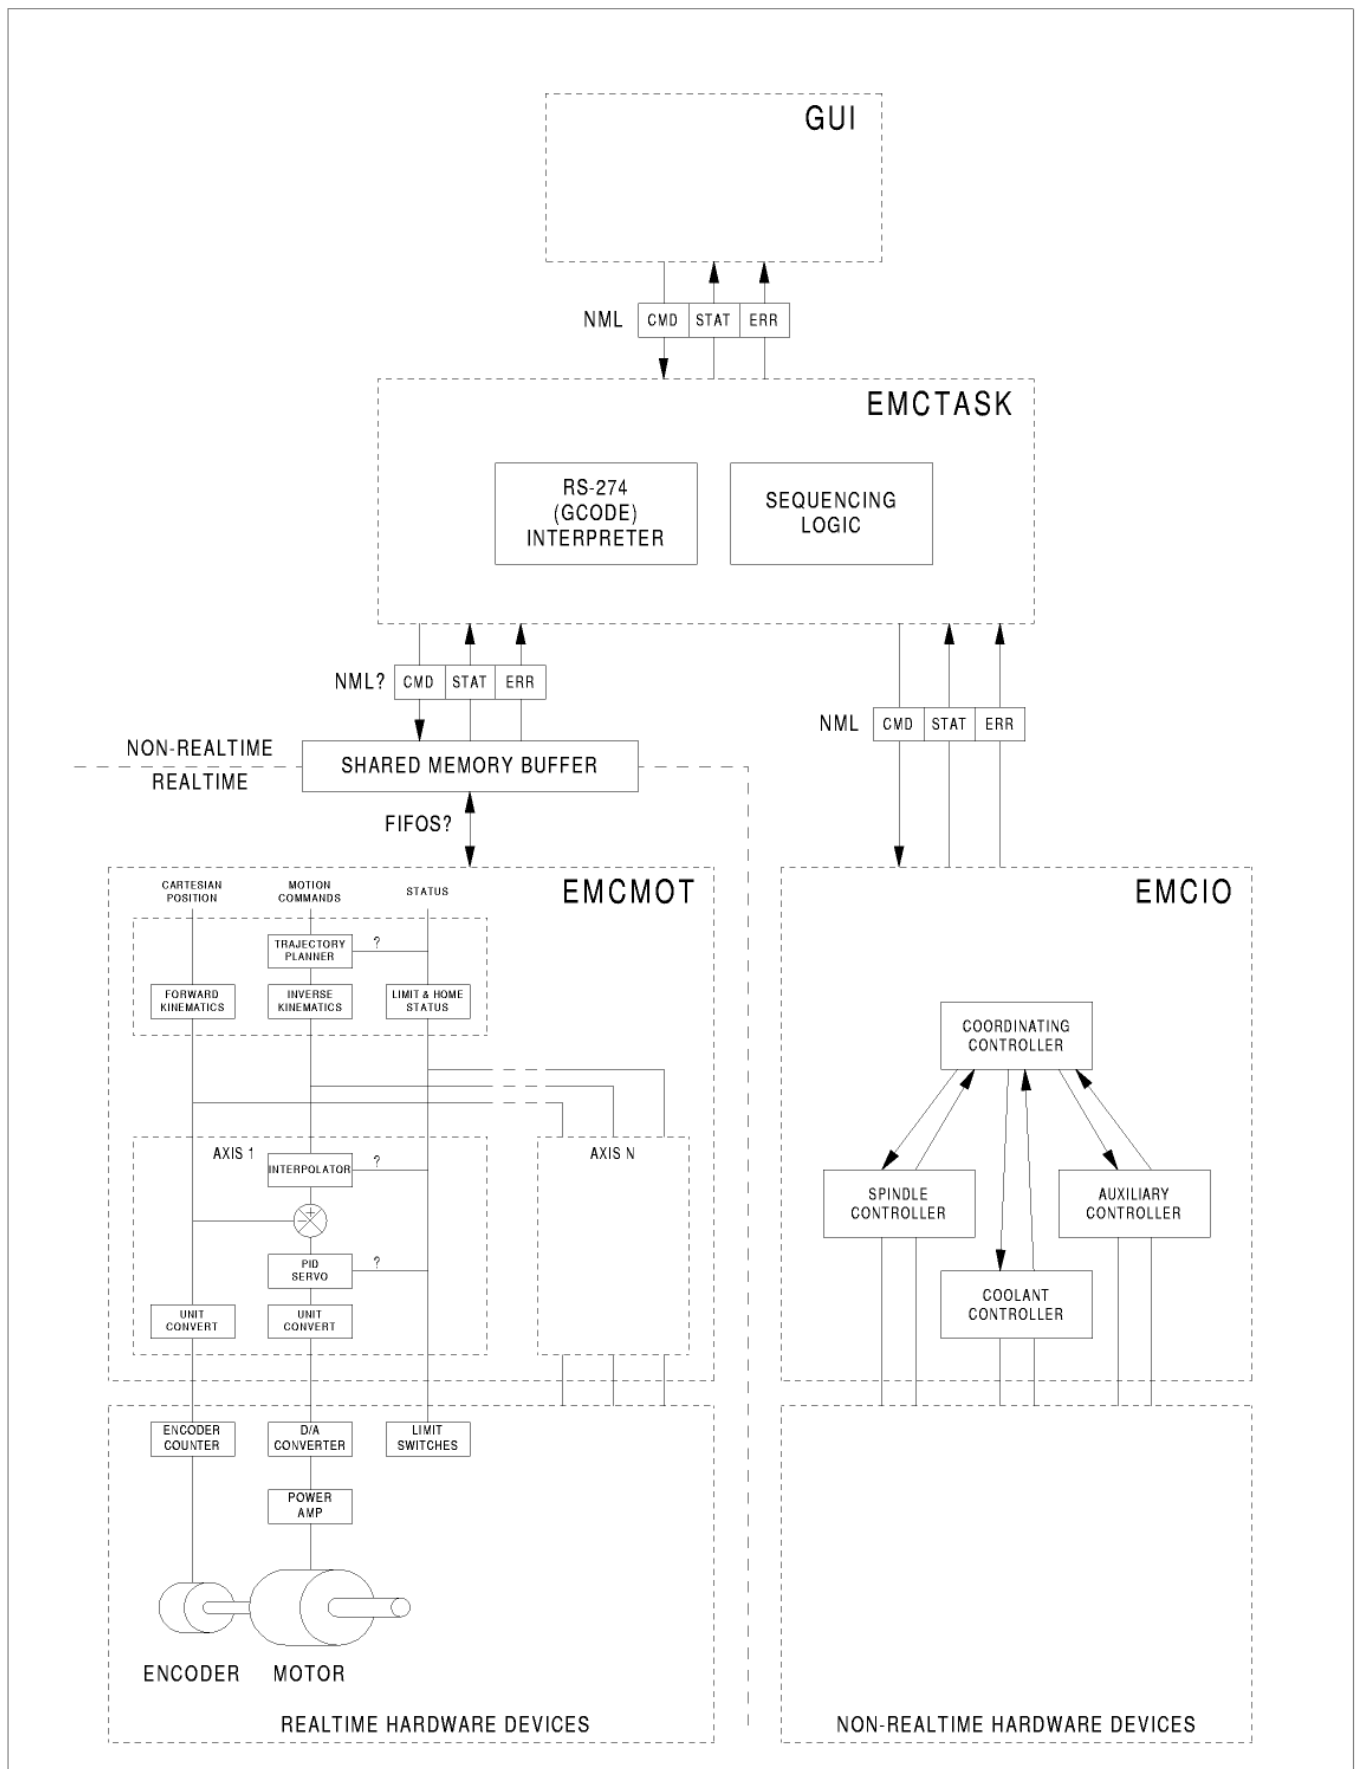 GUI
NML
CMD
STAT
ERR
EMCTASK
RS-274
(GCODE)
INTERPRETER
SEQUENCING
LOGIC
NML?
CMD
STAT
ERR
NML
CMD
STAT
ERR
NON-REALTIME
REALTIME
SHARED MEMORY BUFFER
FIFOS?
EMCMOT
CARTESIAN
POSITION
MOTION
COMMANDS
STATUS
TRAJECTORY
PLANNER
?
FORWARD
KINEMATICS
INVERSE
KINEMATICS
LIMIT & HOME
STATUS
AXIS 1
INTERPOLATOR
?
+
-
PID
SERVO
?
UNIT
CONVERT
UNIT
CONVERT
AXIS N
EMCIO
COORDINATING
CONTROLLER
SPINDLE
CONTROLLER
AUXILIARY
CONTROLLER
COOLANT
CONTROLLER
ENCODER
COUNTER
D/A
CONVERTER
LIMIT
SWITCHES
POWER
AMP
ENCODER
MOTOR
REALTIME HARDWARE DEVICES
NON-REALTIME HARDWARE DEVICES